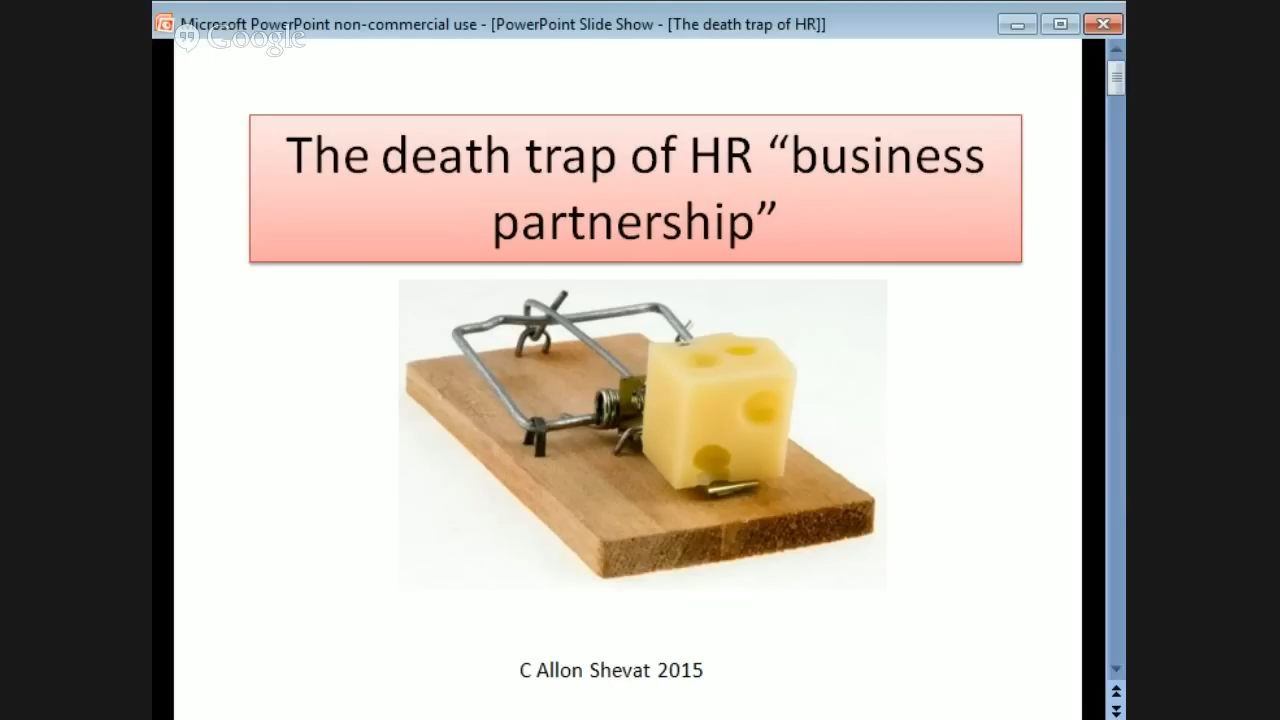 Microsoft PowerPoint non-commercial use - [PowerPoint Slide Show - [The death trap of HR]]
Google
The death trap of HR “business
partnership”
C Allon Shevat 2015